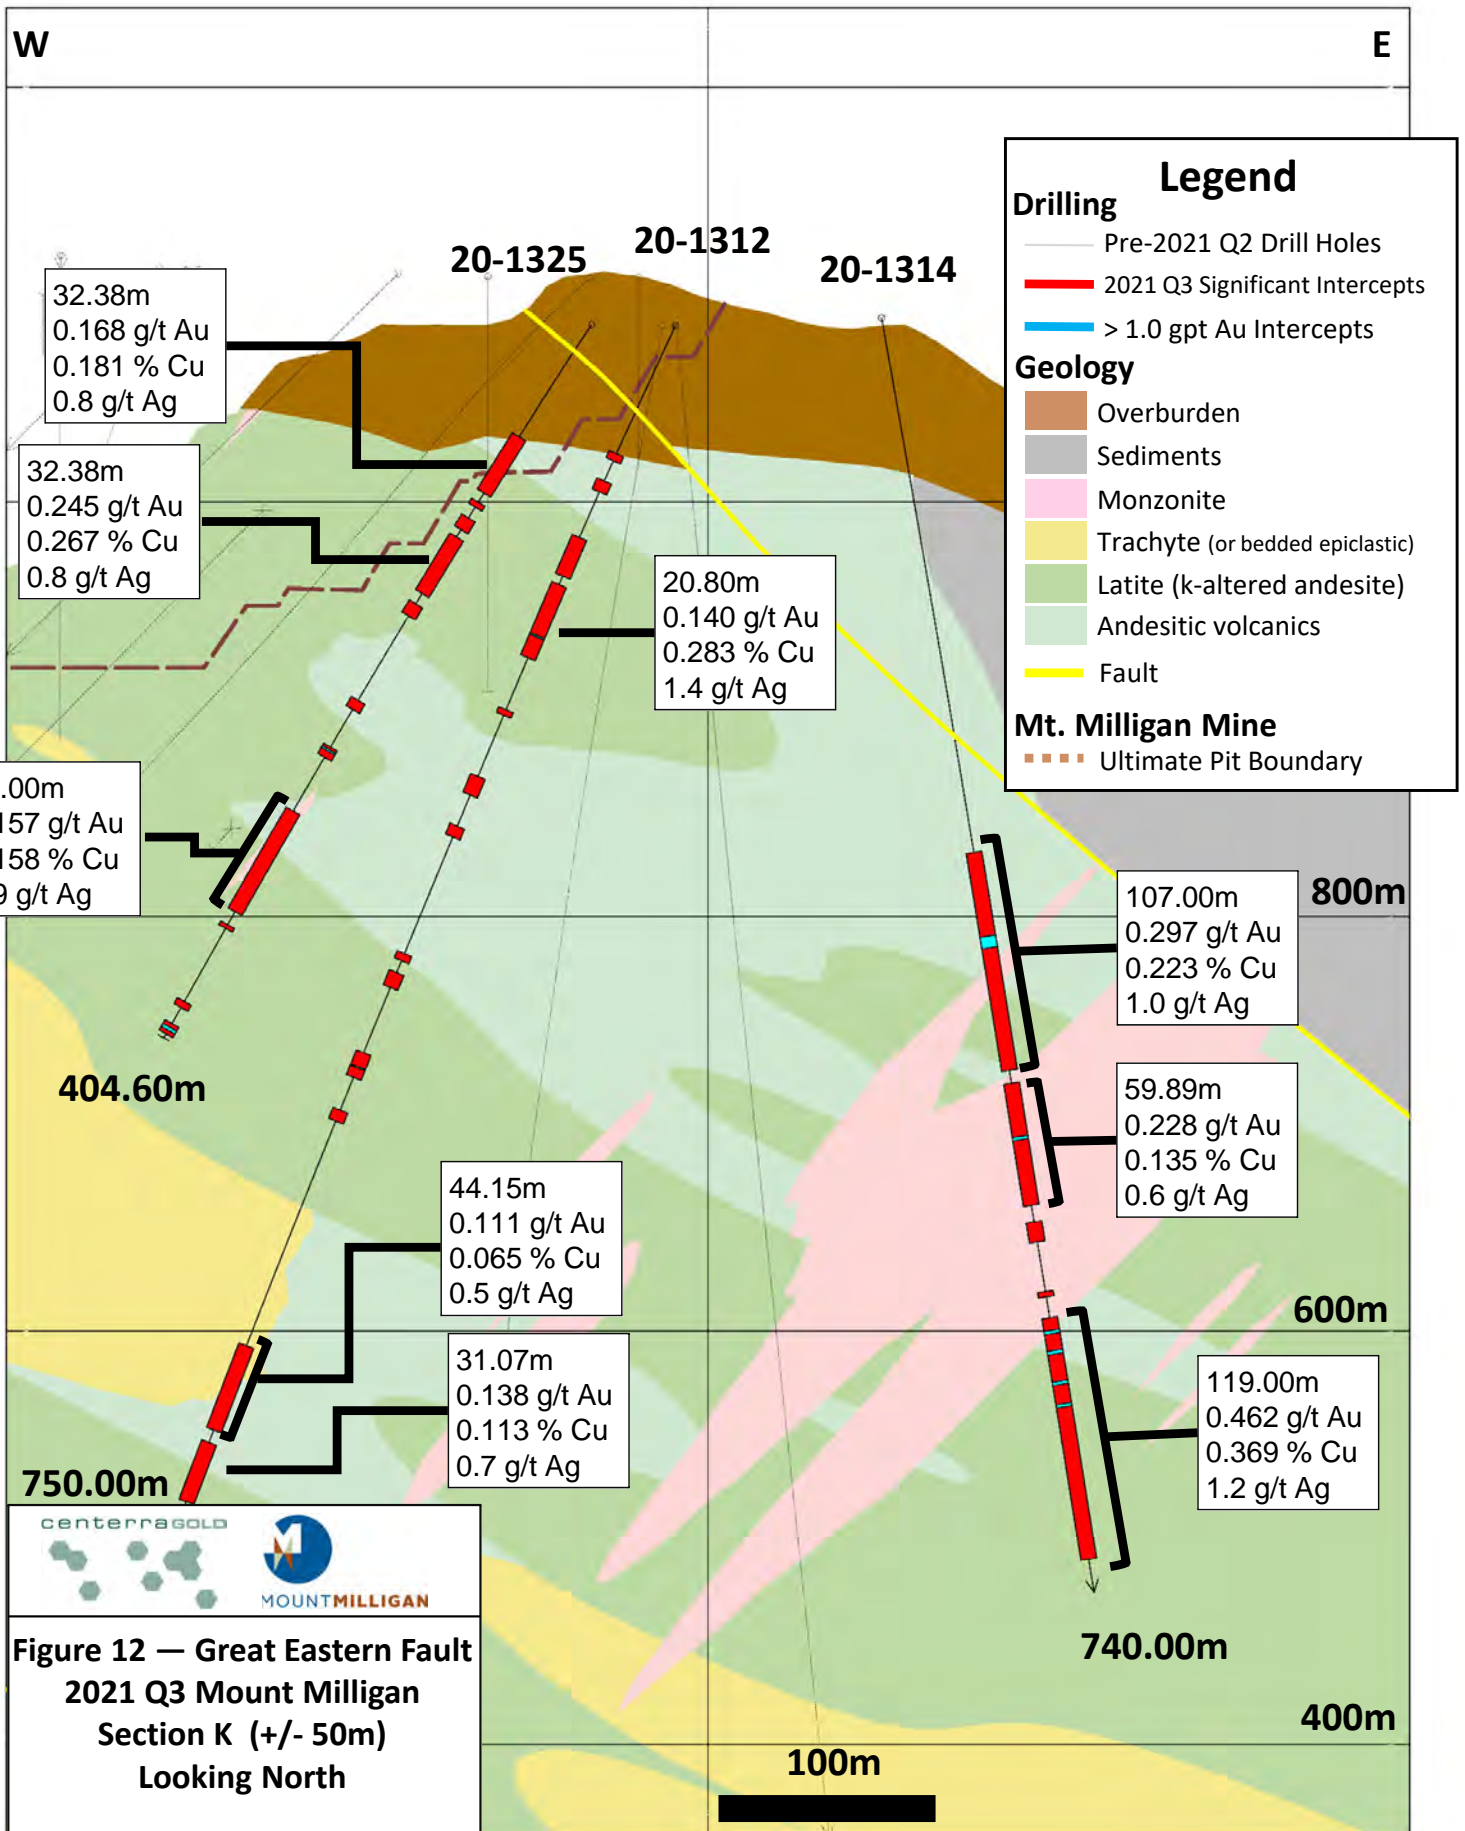 W
E
Legend
Drilling
Pre-2021 Q2 Drill Holes
2021 Q3 Significant Intercepts
> 1.0 gpt Au Intercepts
Geology
Overburden
Sediments
Monzonite
Trachyte (or bedded epiclastic)
Latite (k-altered andesite)
Andesitic volcanics
Fault
Mt. Milligan Mine
Ultimate Pit Boundary
20-1325
20-1312
20-1314
32.38m
0.168 g/t Au
0.181 % Cu
0.8 g/t Ag
32.38m
0.245 g/t Au
0.267 % Cu
0.8 g/t Ag
20.80m
0.140 g/t Au
0.283 % Cu
1.4 g/t Ag
.00m
157 g/t Au
158 % Cu
9 g/t Ag
107.00m
0.297 g/t Au
0.223 % Cu
1.0 g/t Ag
800m
404.60m
59.89m
0.228 g/t Au
0.135 % Cu
0.6 g/t Ag
44.15m
0.111 g/t Au
0.065 % Cu
0.5 g/t Ag
600m
31.07m
0.138 g/t Au
0.113 % Cu
0.7 g/t Ag
119.00m
0.462 g/t Au
0.369 % Cu
1.2 g/t Ag
750.00m
740.00m
400m
100m
centerraGOLD
MOUNTMILLIGAN
Figure 12 — Great Eastern Fault
2021 Q3 Mount Milligan
Section K (+/- 50m)
Looking North